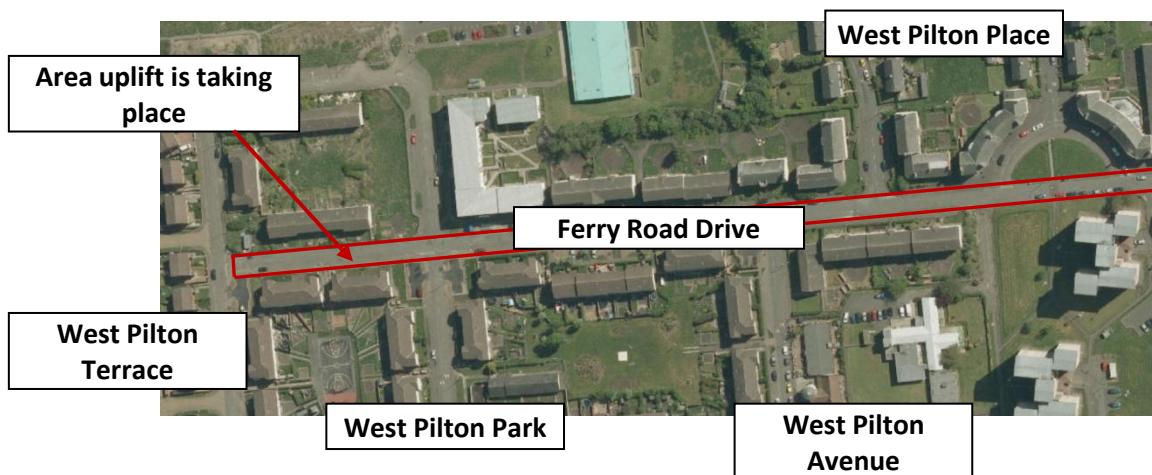 West Pilton Place
Area uplift is taking
place
Ferry Road Drive
West Pilton
Terrace
West Pilton Park
West Pilton
Avenue